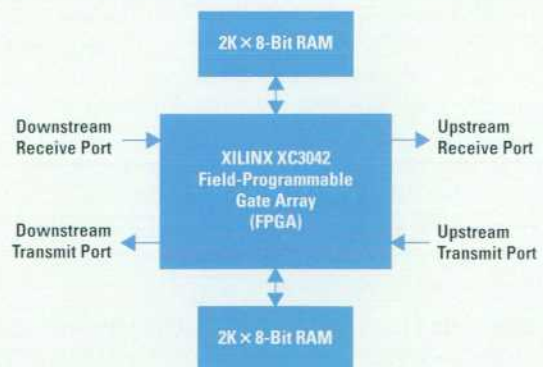 2K × 8-Bit RAM
Downstream
Receive Port
XILINX XC3042
Field-Programmable
Gate Array
(FPGA)
Upstream
Receive Port
Downstream
Transmit Port
Upstream
Transmit Port
2K × 8-Bit RAM